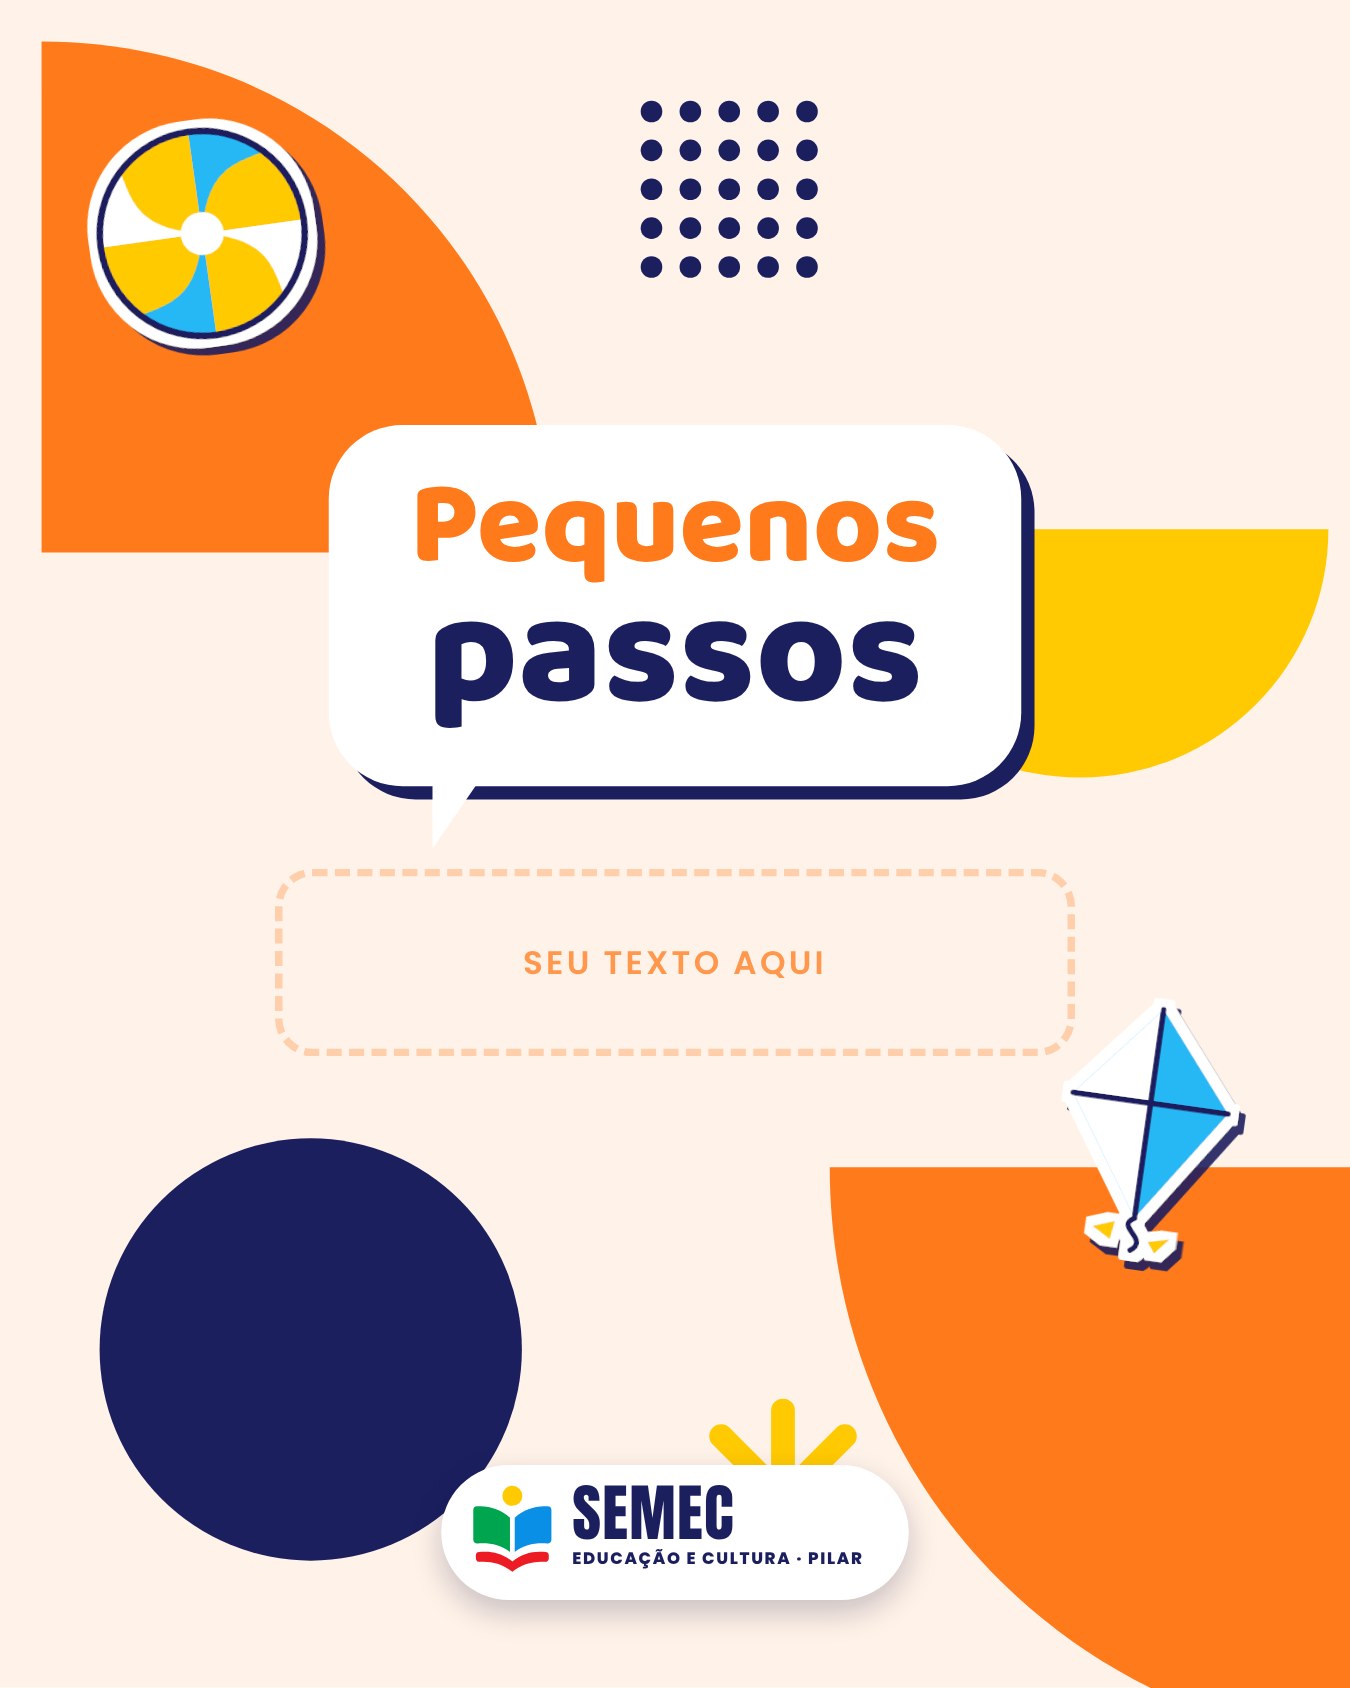 Pequenos
passos
SEU TEXTO AQUI
SEMEC
EDUCAÇÃO E CULTURA · PILAR